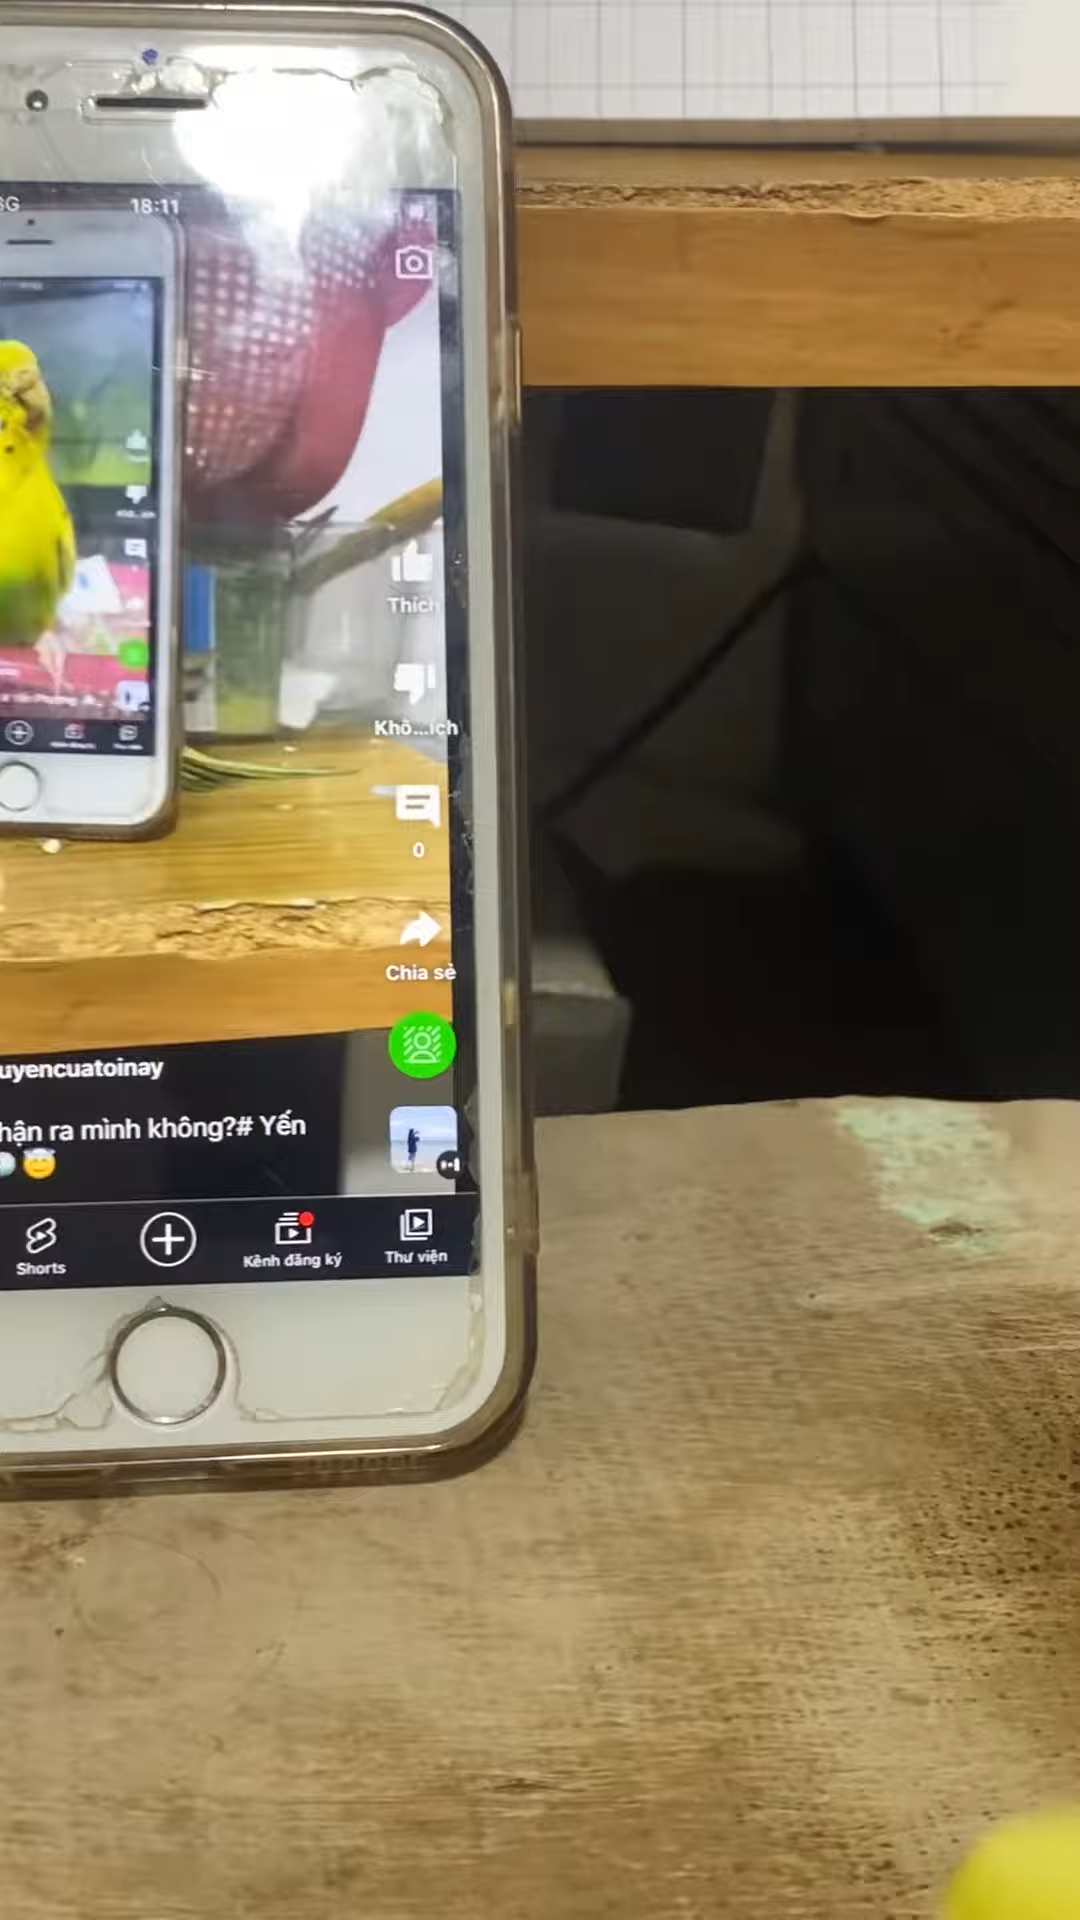 18:11
Thích
Khô...ich
0
Chia sẻ
uyencuatoinay
hận ra mình không?# Yến
Shorts
Kênh đăng ký
Thư viện